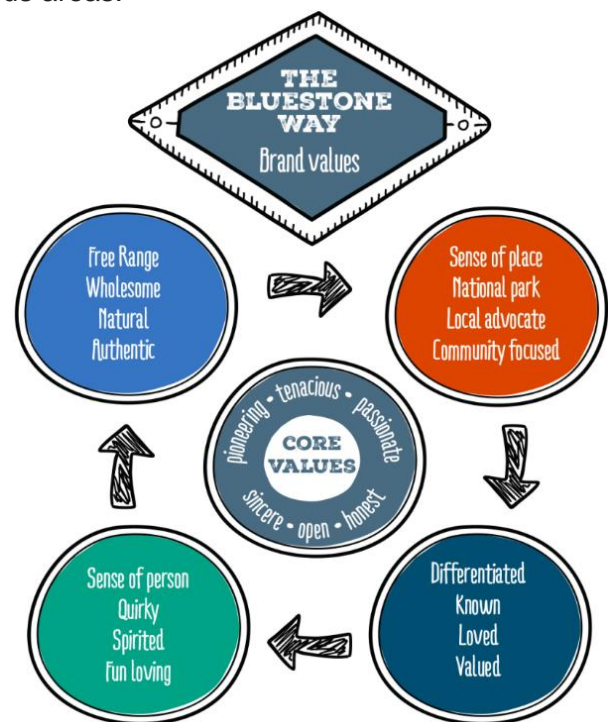 us areas.
THE
BLUESTONE
WAY
Brand values
Free Range
Wholesome
Natural
Authentic
Sense of place
National park
Local advocate
Community focused
pioneering • tenacious • passionate
CORE
VALUES
sincere • open • honest
Sense of person
Quirky
Spirited
Fun loving
Differentiated
Known
Loved
Valued